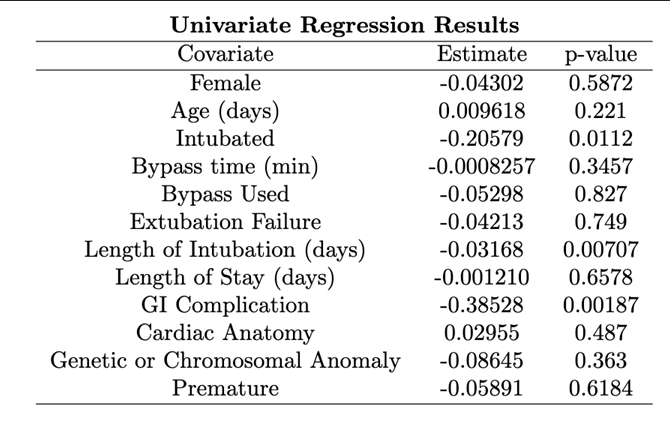 Univariate Regression Results
Covariate Estimate p-value
Female -0.04302 0.5872
Age (days) 0.009618 0.221
Intubated -0.20579 0.0112
Bypass time (min) -0.0008257 0.3457
Bypass Used -0.05298 0.827
Extubation Failure -0.04213 0.749
Length of Intubation (days) -0.03168 0.00707
Length of Stay (days) -0.001210 0.6578
GI Complication -0.38528 0.00187
Cardiac Anatomy 0.02955 0.487
Genetic or Chromosomal Anomaly -0.08645 0.363
Premature -0.05891 0.6184